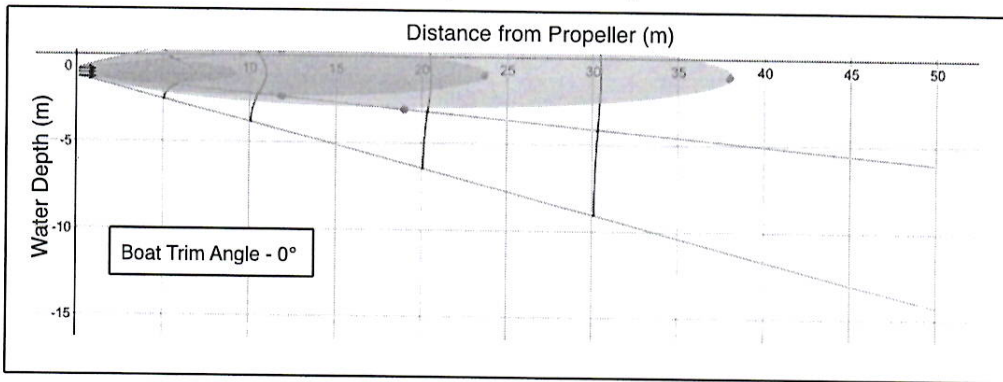 Distance from Propeller (m)
0 10 15 20 25 30 35 40 45 50
Water Depth (m)
-5
-10
-15
Boat Trim Angle - 0°